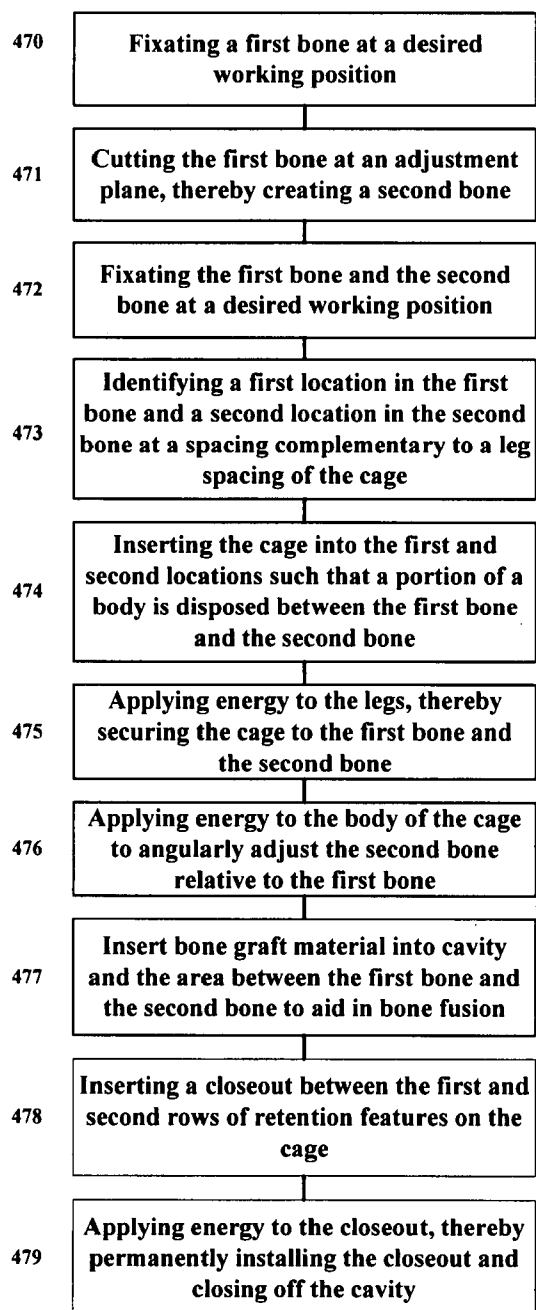 470
Fixating a first bone at a desired
working position
471
Cutting the first bone at an adjustment
plane, thereby creating a second bone
472
Fixating the first bone and the second
bone at a desired working position
473
Identifying a first location in the first
bone and a second location in the second
bone at a spacing complementary to a leg
spacing of the cage
474
Inserting the cage into the first and
second locations such that a portion of a
body is disposed between the first bone
and the second bone
475
Applying energy to the legs, thereby
securing the cage to the first bone and
the second bone
476
Applying energy to the body of the cage
to angularly adjust the second bone
relative to the first bone
477
Insert bone graft material into cavity
and the area between the first bone and
the second bone to aid in bone fusion
478
Inserting a closeout between the first and
second rows of retention features on the
cage
479
Applying energy to the closeout, thereby
permanently installing the closeout and
closing off the cavity